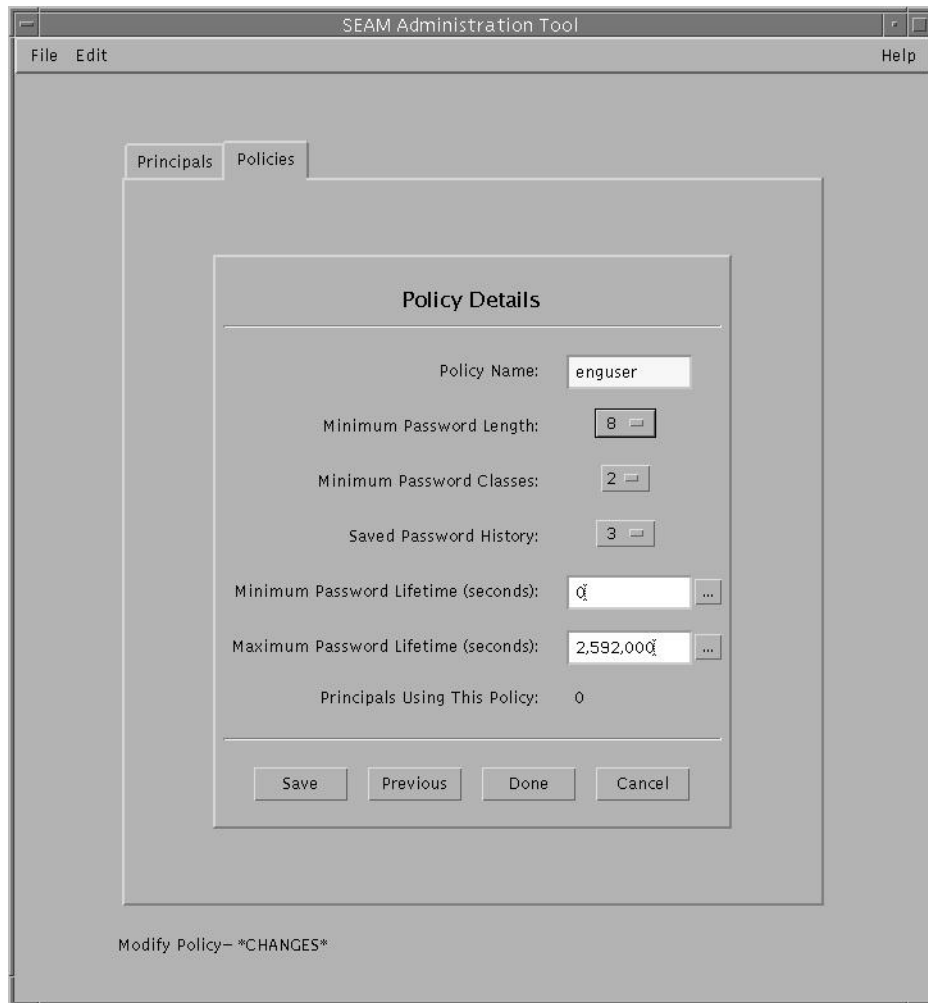 SEAM Administration Tool
File Edit Help
Principals Policies
Policy Details
Policy Name: enguser
Minimum Password Length: 8
Minimum Password Classes: 2
Saved Password History: 3
Minimum Password Lifetime (seconds): 0 ...
Maximum Password Lifetime (seconds): 2,592,000 ...
Principals Using This Policy: 0
Save Previous Done Cancel
Modify Policy– *CHANGES*